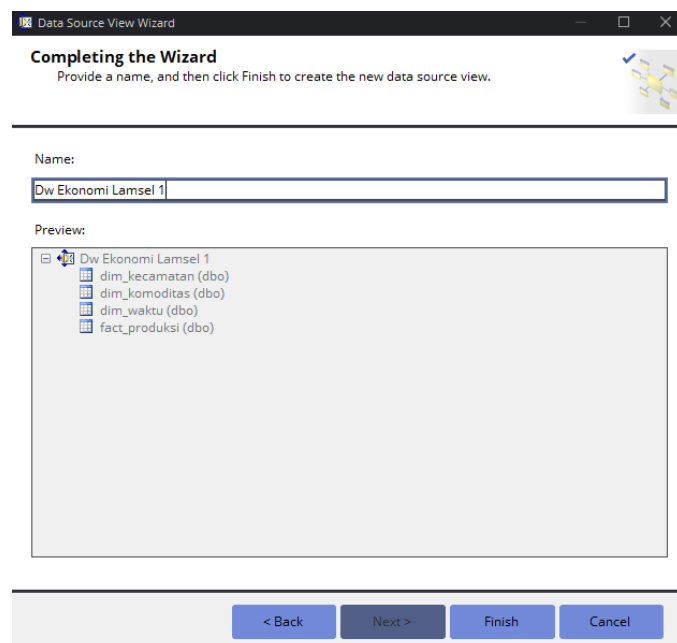 Data Source View Wizard
Completing the Wizard
Provide a name, and then click Finish to create the new data source view.
Name:
Dw Ekonomi Lamsel 1
Preview:
Dw Ekonomi Lamsel 1
dim_kecamatan (dbo)
dim_komoditas (dbo)
dim_waktu (dbo)
fact_produksi (dbo)
< Back Next > Finish Cancel